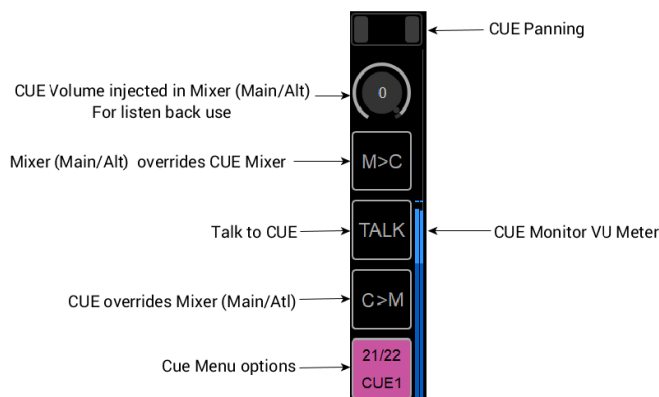 CUE Panning
CUE Volume injected in Mixer (Main/Alt)
For listen back use
0
Mixer (Main/Alt) overrides CUE Mixer
M>C
Talk to CUE
TALK
CUE Monitor VU Meter
CUE overrides Mixer (Main/Atl)
C>M
Cue Menu options
21/22
CUE1